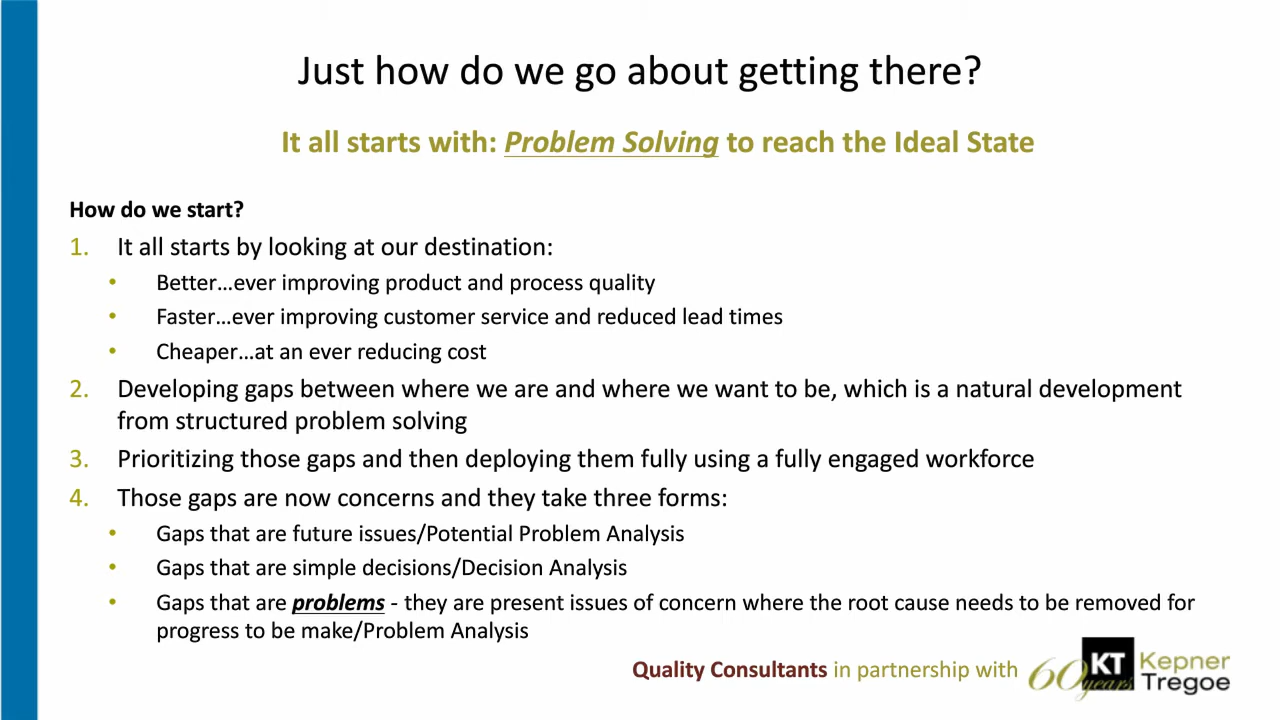 Just how do we go about getting there?
It all starts with: Problem Solving to reach the Ideal State
How do we start?
1. It all starts by looking at our destination:
• Better…ever improving product and process quality
• Faster…ever improving customer service and reduced lead times
• Cheaper…at an ever reducing cost
2. Developing gaps between where we are and where we want to be, which is a natural development
from structured problem solving
3. Prioritizing those gaps and then deploying them fully using a fully engaged workforce
4. Those gaps are now concerns and they take three forms:
• Gaps that are future issues/Potential Problem Analysis
• Gaps that are simple decisions/Decision Analysis
• Gaps that are problems - they are present issues of concern where the root cause needs to be removed for
progress to be make/Problem Analysis
Quality Consultants in partnership with
60 years
KT
Kepner
Tregoe